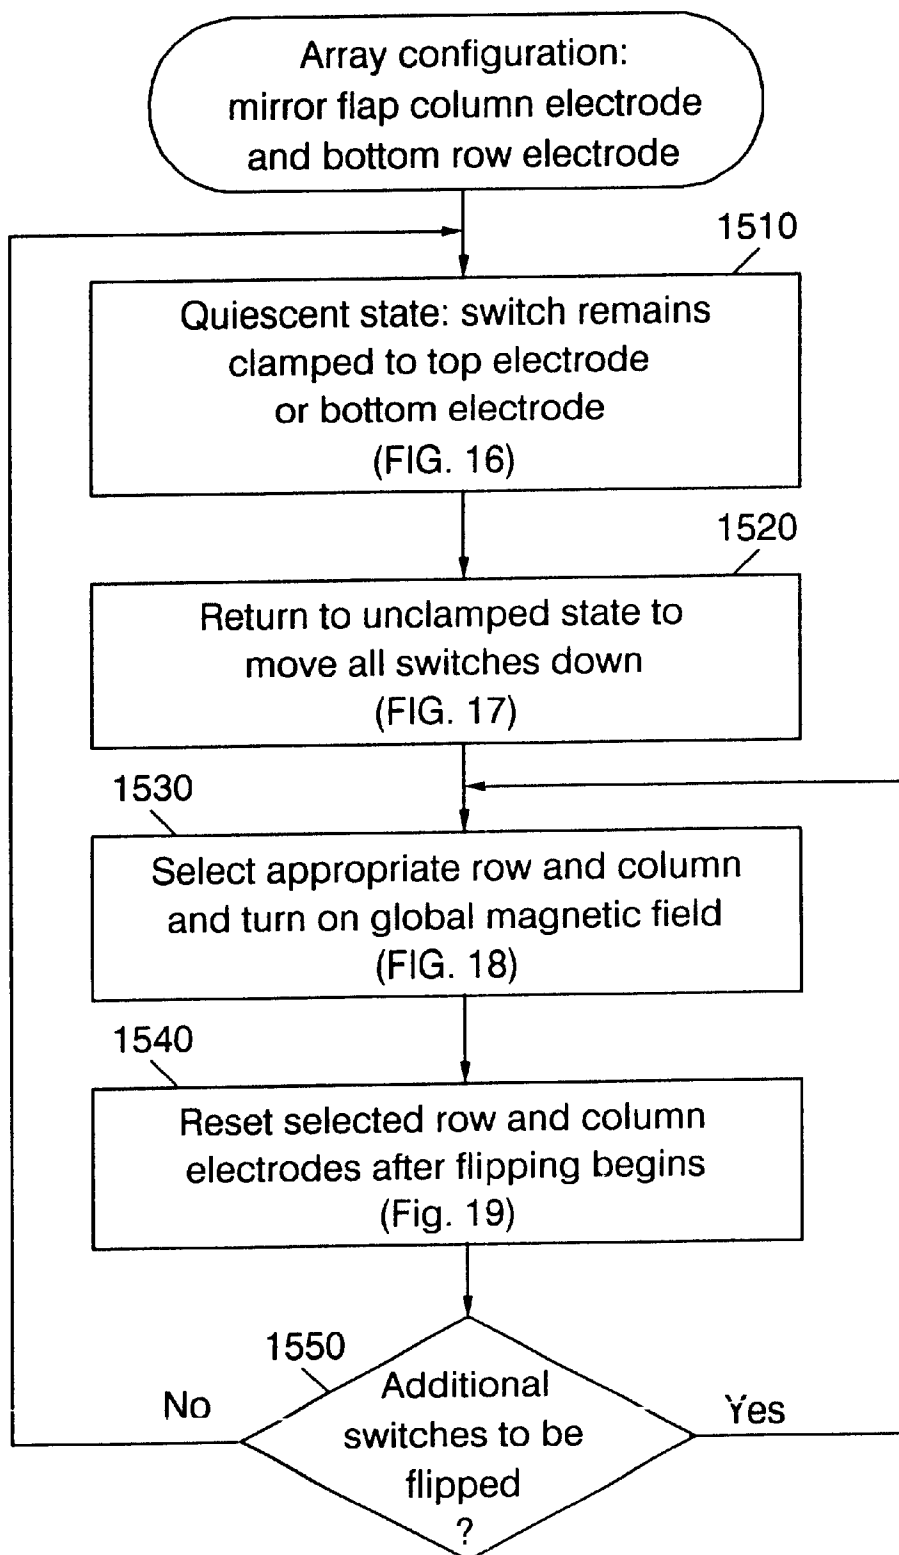 Array configuration:
mirror flap column electrode
and bottom row electrode
1510
Quiescent state: switch remains
clamped to top electrode
or bottom electrode
(FIG. 16)
1520
Return to unclamped state to
move all switches down
(FIG. 17)
1530
Select appropriate row and column
and turn on global magnetic field
(FIG. 18)
1540
Reset selected row and column
electrodes after flipping begins
(Fig. 19)
1550
No
Additional
switches to be
flipped
?
Yes